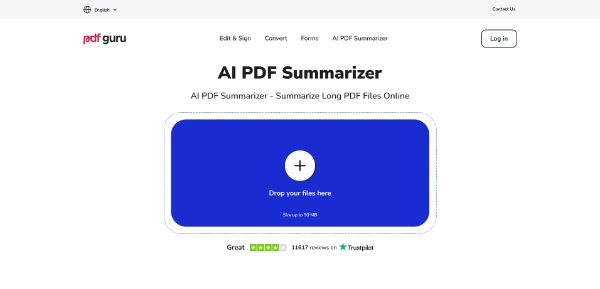 English
Contact Us
pdf guru
Edit & Sign Convert Forms AI PDF Summarizer
Log in
AI PDF Summarizer
AI PDF Summarizer - Summarize Long PDF Files Online
Drop your files here
Size up to 50 MB
Great 11617 reviews on Trustpilot